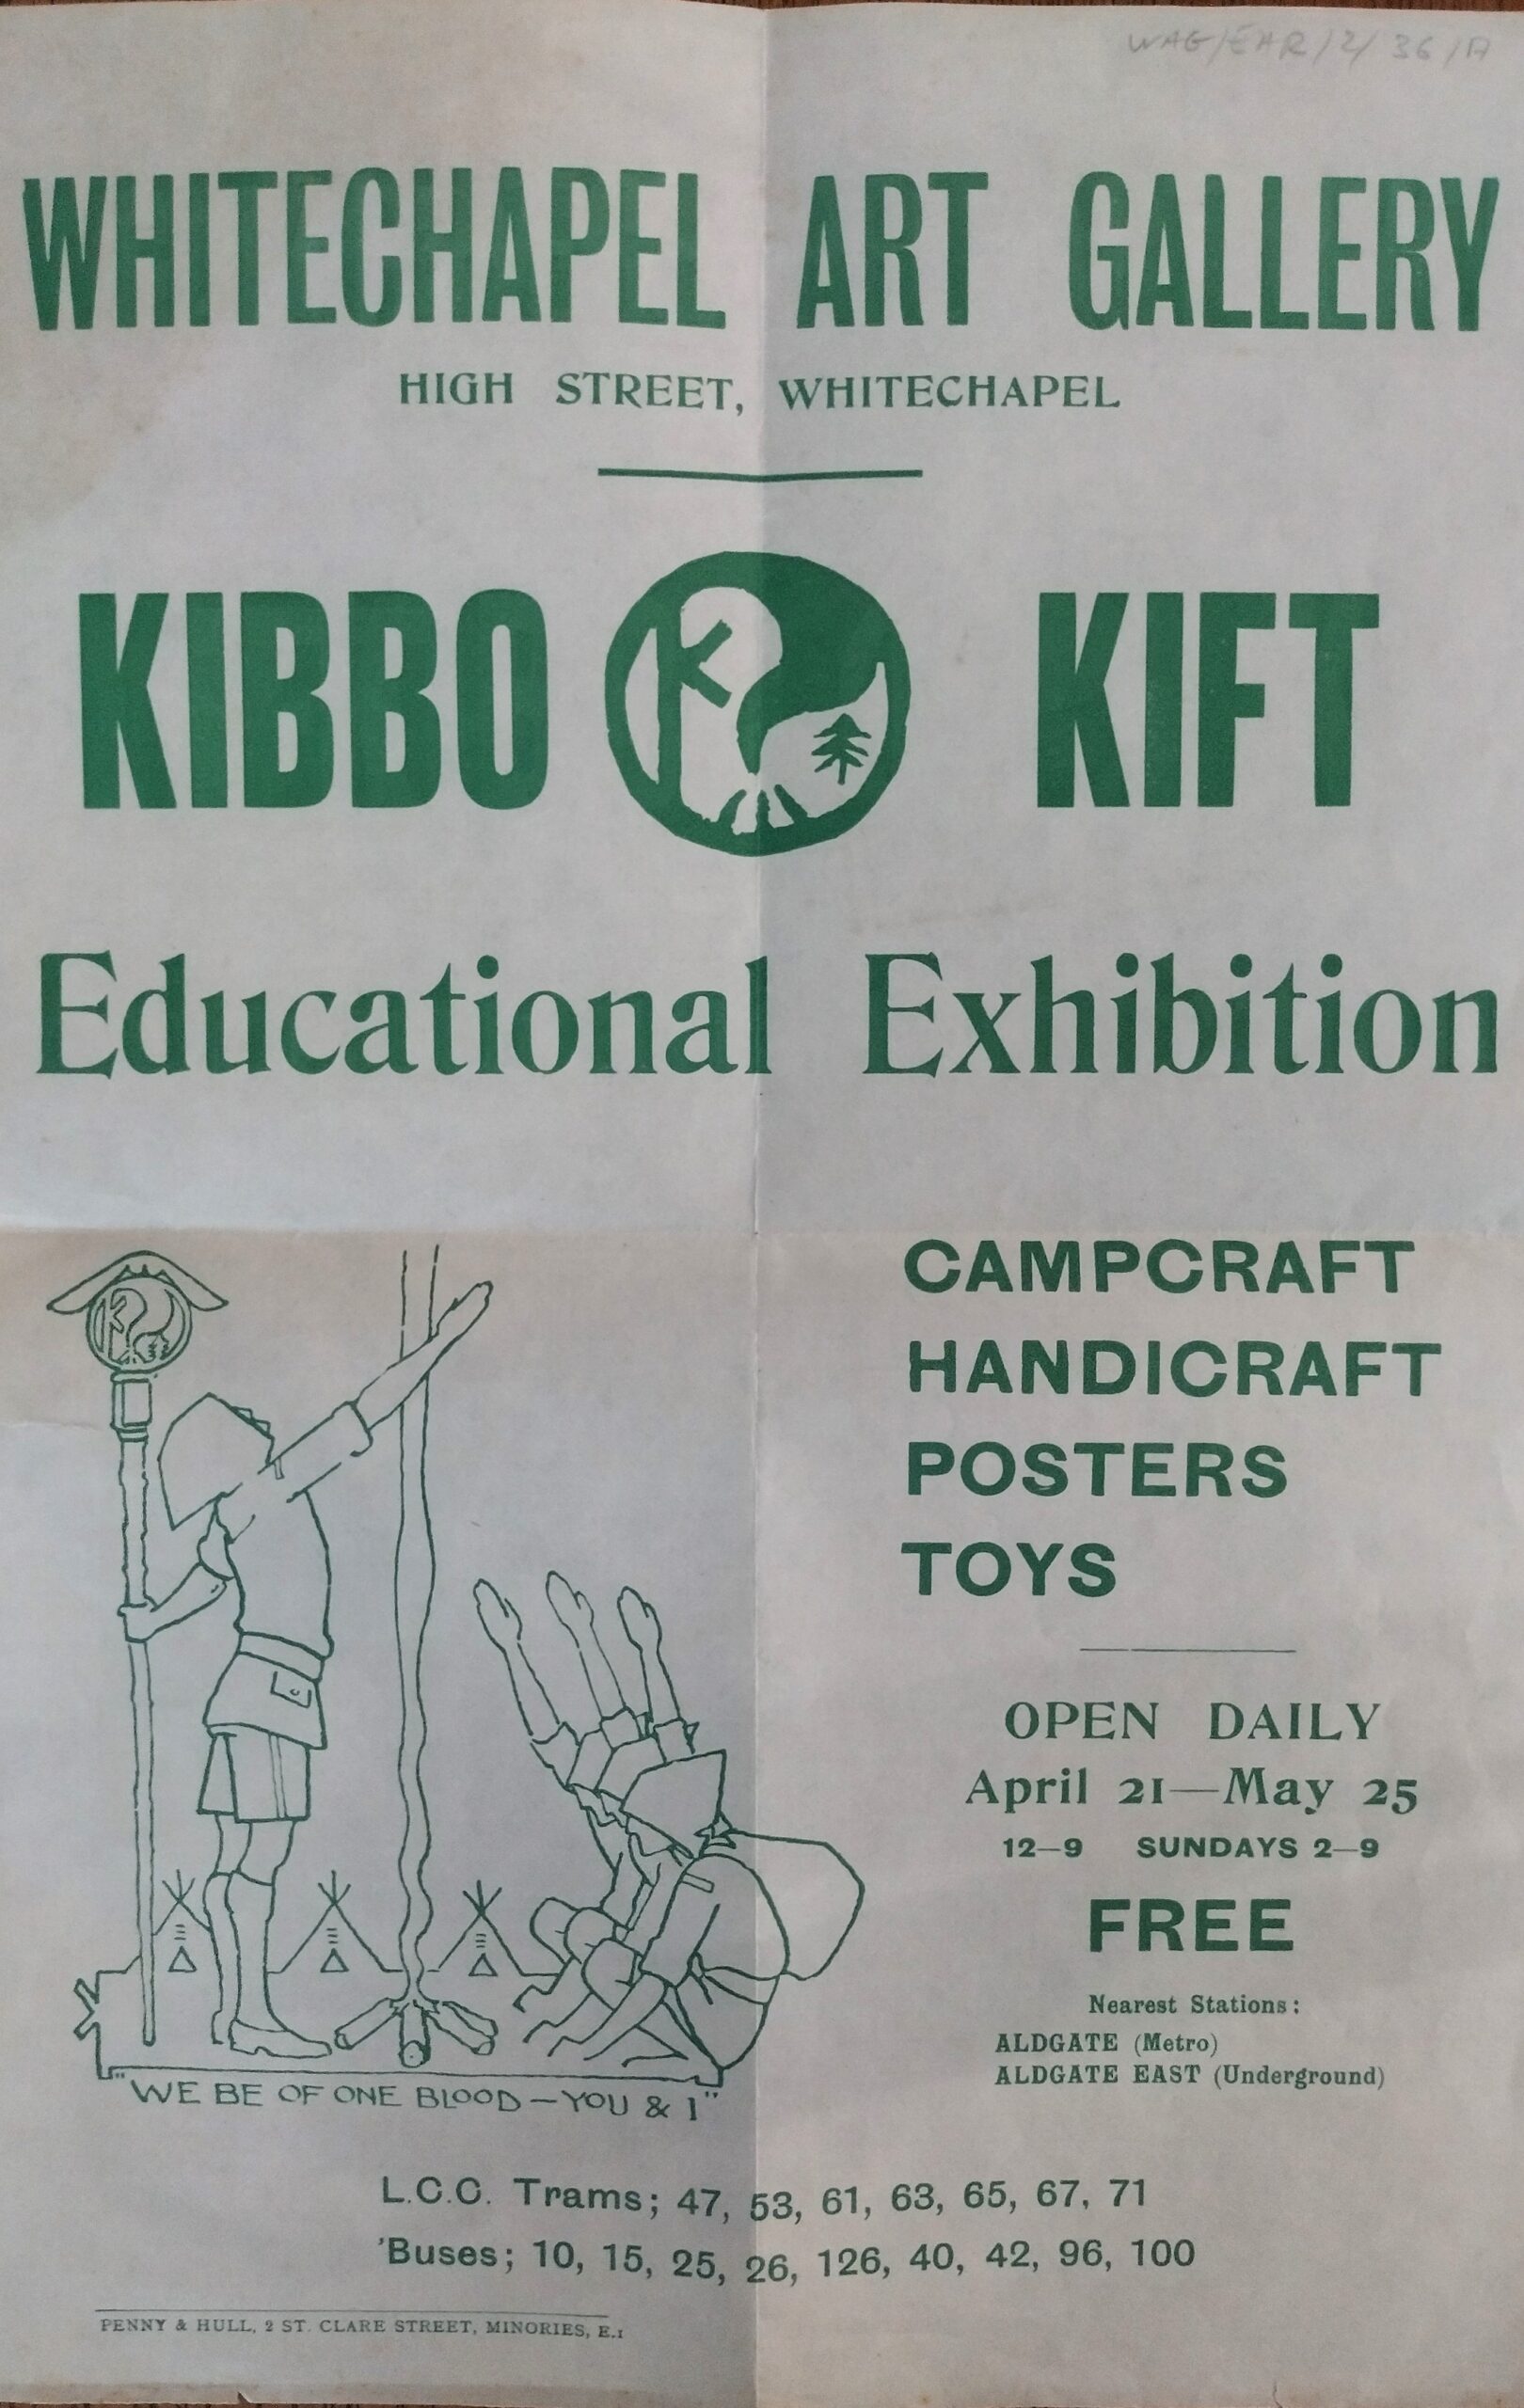 WAG/EAR/2/36/A
WHITECHAPEL ART GALLERY
HIGH STREET, WHITECHAPEL
KIBBO K KIFT
Educational Exhibition
CAMPCRAFT
HANDICRAFT
POSTERS
TOYS
OPEN DAILY
April 21—May 25
12—9 SUNDAYS 2—9
FREE
Nearest Stations:
ALDGATE (Metro)
ALDGATE EAST (Underground)
K
"WE BE OF ONE BLOOD — YOU & I"
L.C.C. Trams; 47, 53, 61, 63, 65, 67, 71
'Buses; 10, 15, 25, 26, 126, 40, 42, 96, 100
PENNY & HULL, 2 ST. CLARE STREET, MINORIES, E.1